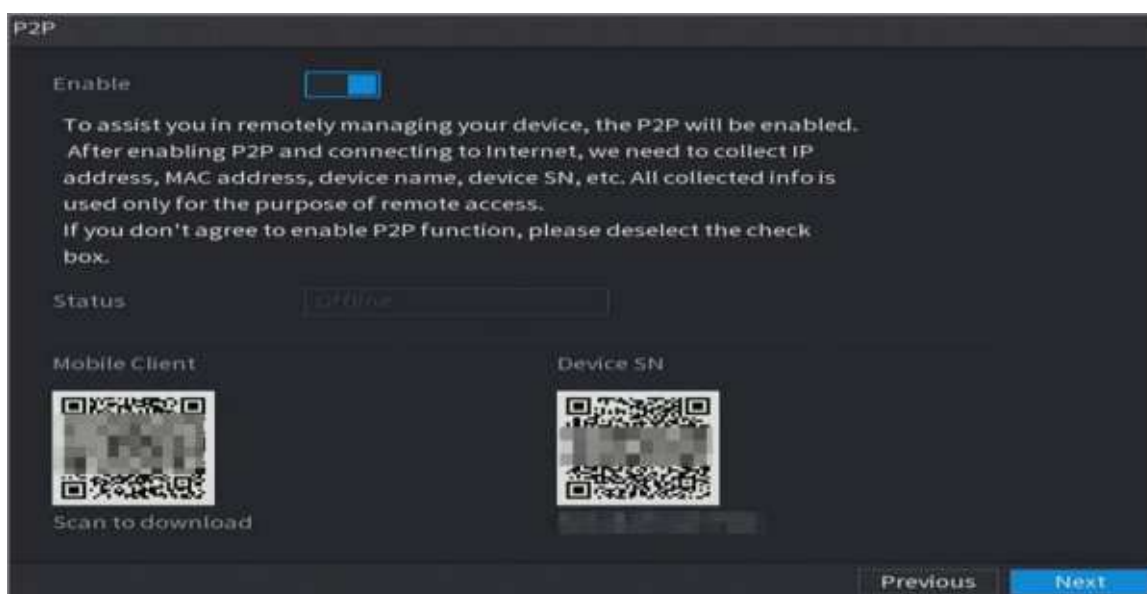 P2P
Enable
To assist you in remotely managing your device, the P2P will be enabled.
After enabling P2P and connecting to Internet, we need to collect IP
address, MAC address, device name, device SN, etc. All collected info is
used only for the purpose of remote access.
If you don't agree to enable P2P function, please deselect the check
box.
Status
Offline
Mobile Client
Device SN
Scan to download
Previous
Next